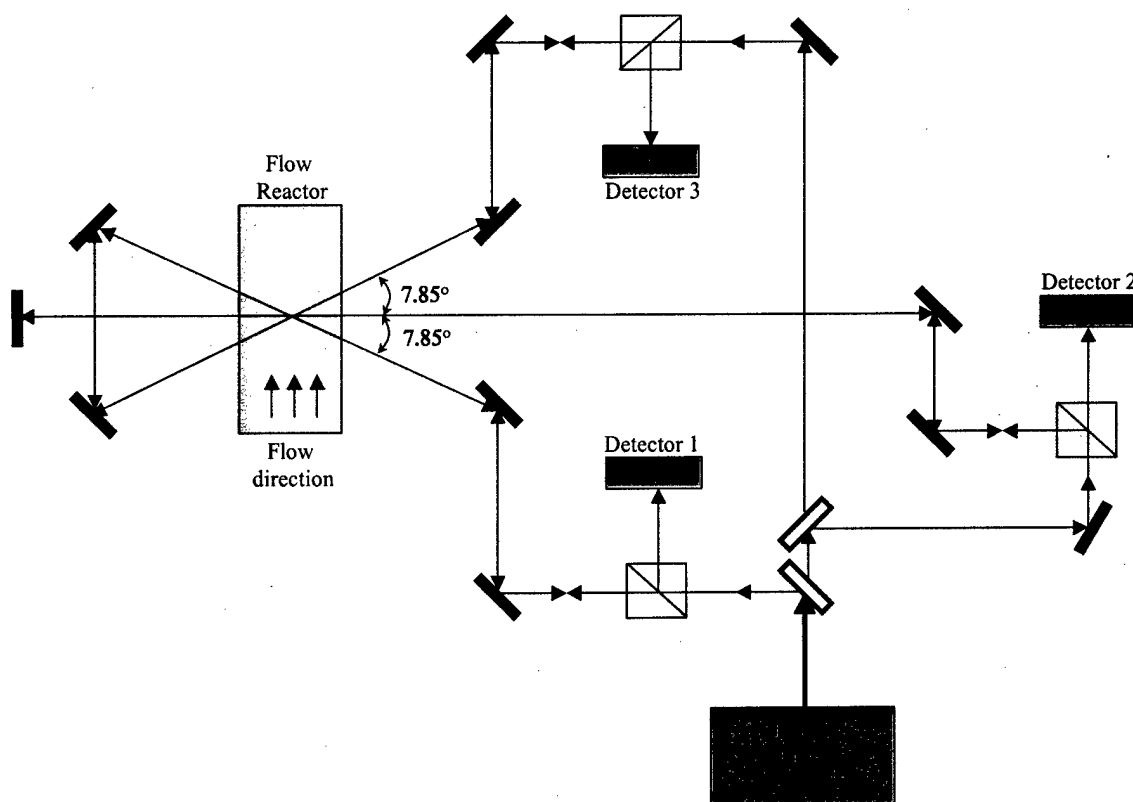 Detector 3
Flow
Reactor
7.85°
7.85°
Detector 2
Flow
direction
Detector 1